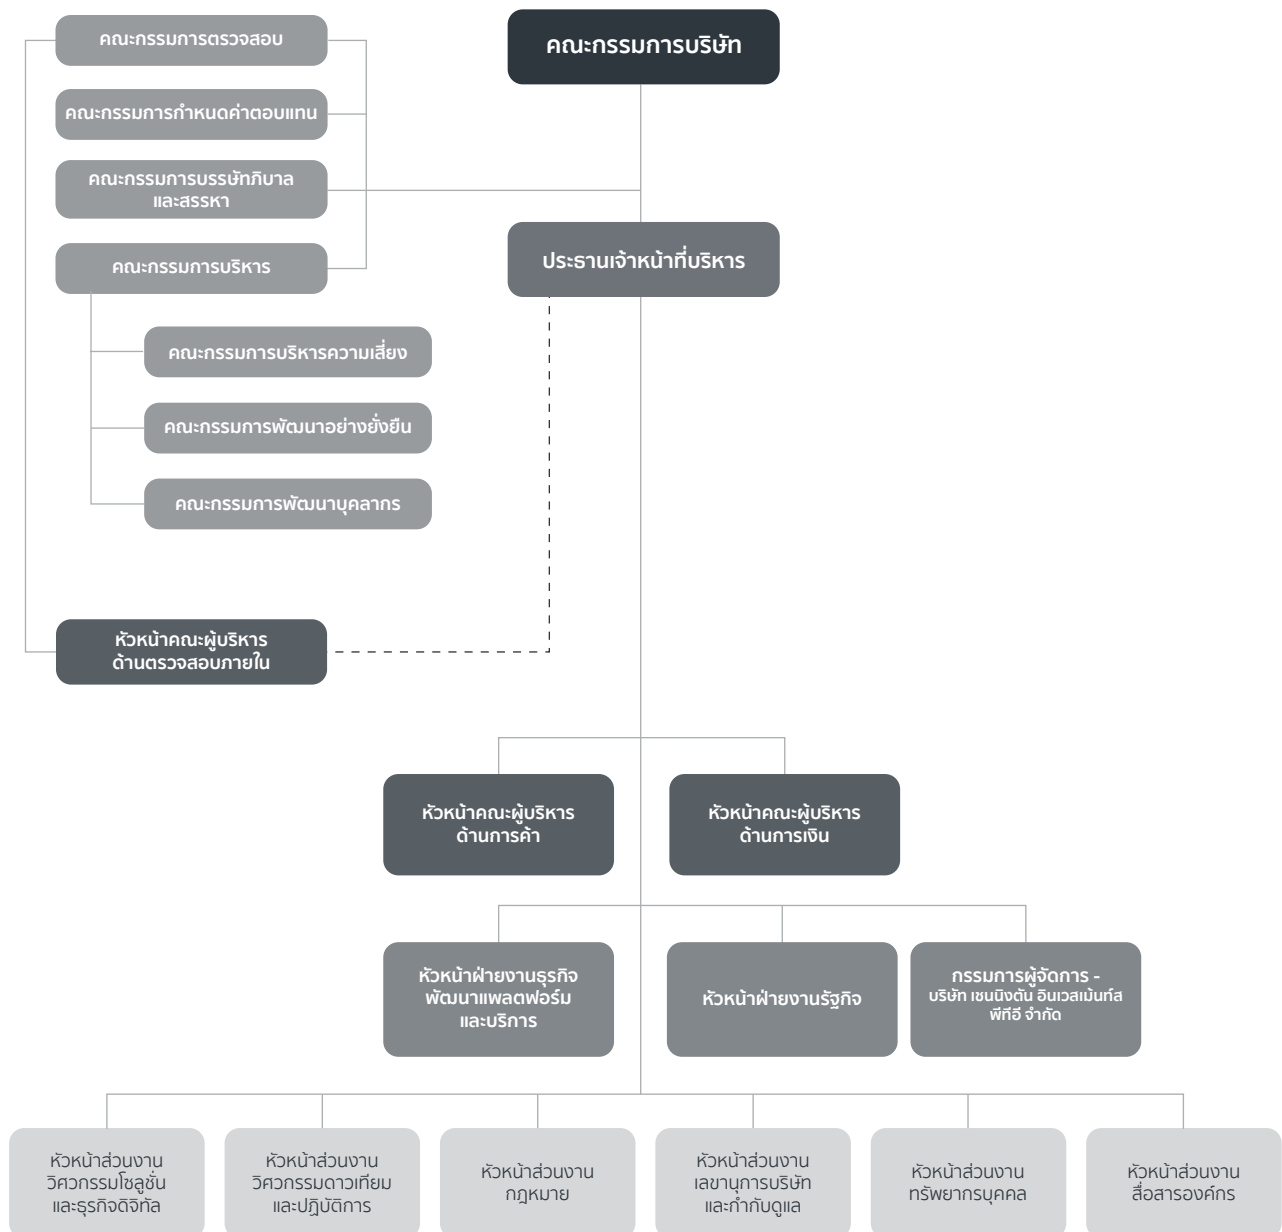 คณะกรรมการบริษัท
คณะกรรมการตรวจสอบ
คณะกรรมการกำหนดค่าตอบแทน
คณะกรรมการบรรษัทภิบาล
และสรรหา
คณะกรรมการบริหาร
ประธานเจ้าหน้าที่บริหาร
คณะกรรมการบริหารความเสี่ยง
คณะกรรมการพัฒนาอย่างยั่งยืน
คณะกรรมการพัฒนาบุคลากร
หัวหน้าคณะผู้บริหาร
ด้านตรวจสอบภายใน
หัวหน้าคณะผู้บริหาร
ด้านการค้า
หัวหน้าคณะผู้บริหาร
ด้านการเงิน
หัวหน้าฝ่ายงานธุรกิจ
พัฒนาแพลตฟอร์ม
และบริการ
หัวหน้าฝ่ายงานรัฐกิจ
กรรมการผู้จัดการ -
บริษัท เชนนิงตัน อินเวสเม้นท์ส
พีทีอี จำกัด
หัวหน้าส่วนงาน
วิศวกรรมโซลูชั่น
และธุรกิจดิจิทัล
หัวหน้าส่วนงาน
วิศวกรรมดาวเทียม
และปฏิบัติการ
หัวหน้าส่วนงาน
กฎหมาย
หัวหน้าส่วนงาน
เลขานุการบริษัท
และกำกับดูแล
หัวหน้าส่วนงาน
ทรัพยากรบุคคล
หัวหน้าส่วนงาน
สื่อสารองค์กร